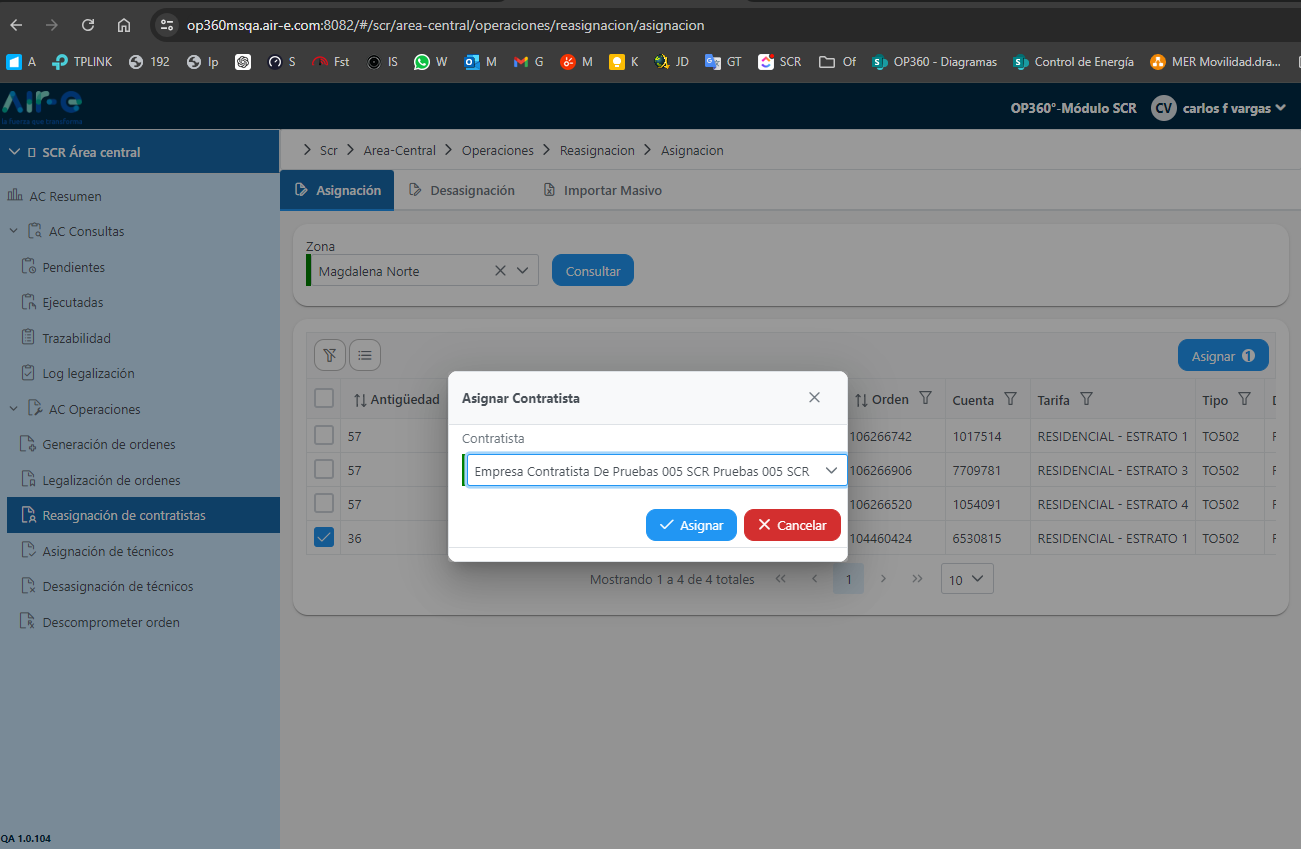 op360msqa.air-e.com:8082/#/scr/area-central/operaciones/reasignacion/asignacion
A TPLINK 192 Ip S Fst IS W M G M K JD GT SCR Of OP360 - Diagramas Control de Energía MER Movilidad.dra...
AIR-E
la fuerza que transforma
OP360°-Módulo SCR CV carlos f vargas
SCR Área central
AC Resumen
AC Consultas
Pendientes
Ejecutadas
Trazabilidad
Log legalización
AC Operaciones
Generación de ordenes
Legalización de ordenes
Reasignación de contratistas
Asignación de técnicos
Desasignación de técnicos
Descomprometer orden
QA 1.0.104
Scr Area-Central Operaciones Reasignacion Asignacion
Asignación Desasignación Importar Masivo
Zona
Magdalena Norte Consultar
Asignar 1
Antigüedad Orden Cuenta Tarifa Tipo
57 106266742 1017514 RESIDENCIAL - ESTRATO 1 TO502
57 106266906 7709781 RESIDENCIAL - ESTRATO 3 TO502
57 106266520 1054091 RESIDENCIAL - ESTRATO 4 TO502
36 104460424 6530815 RESIDENCIAL - ESTRATO 1 TO502
Mostrando 1 a 4 de 4 totales 1 10
Asignar Contratista
Contratista
Empresa Contratista De Pruebas 005 SCR Pruebas 005 SCR
Asignar Cancelar